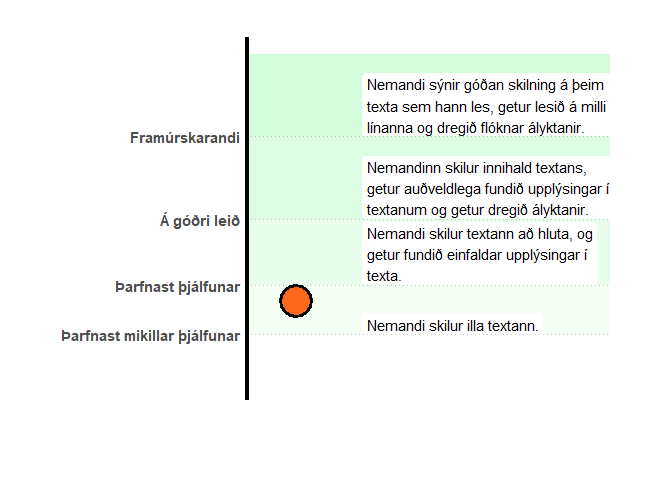 Nemandi sýnir góðan skilning á þeim
texta sem hann les, getur lesið á milli
línanna og dregið flóknar ályktanir.
Framúrskarandi
Nemandinn skilur innihald textans,
getur auðveldlega fundið upplýsingar í
textanum og getur dregið ályktanir.
Á góðri leið
Nemandi skilur textann að hluta, og
getur fundið einfaldar upplýsingar í
texta.
Þarfnast þjálfunar
Nemandi skilur illa textann.
Þarfnast mikillar þjálfunar